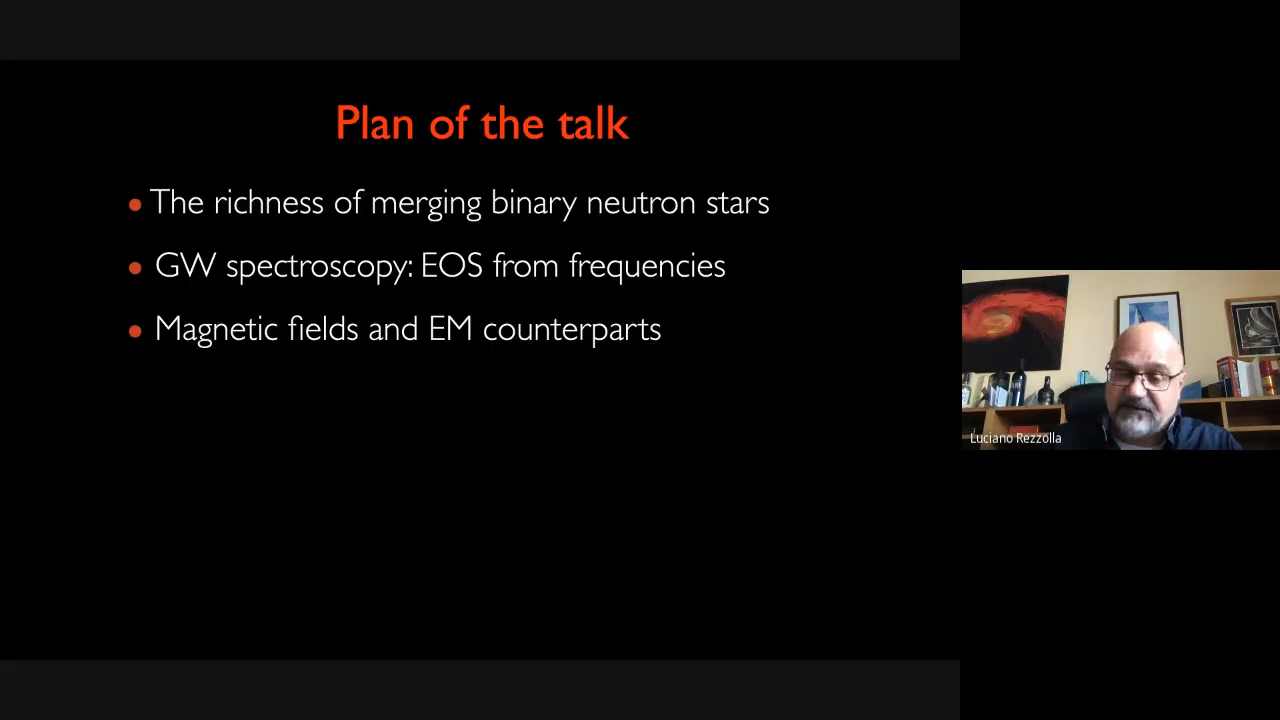 Plan of the talk
• The richness of merging binary neutron stars
• GW spectroscopy: EOS from frequencies
• Magnetic fields and EM counterparts
Luciano Rezzolla